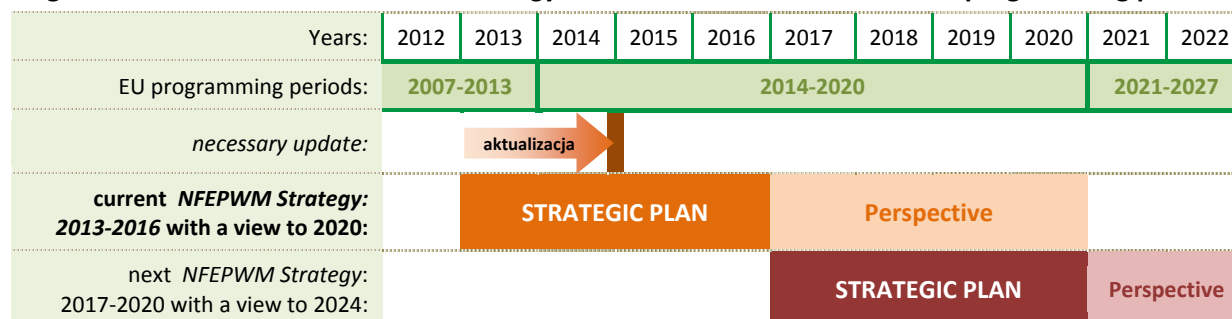 Years: 2012 2013 2014 2015 2016 2017 2018 2019 2020 2021 2022
EU programming periods: 2007-2013 2014-2020 2021-2027
necessary update: aktualizacja
current NFEPWM Strategy:
2013-2016 with a view to 2020:
STRATEGIC PLAN Perspective
next NFEPWM Strategy:
2017-2020 with a view to 2024:
STRATEGIC PLAN Perspective